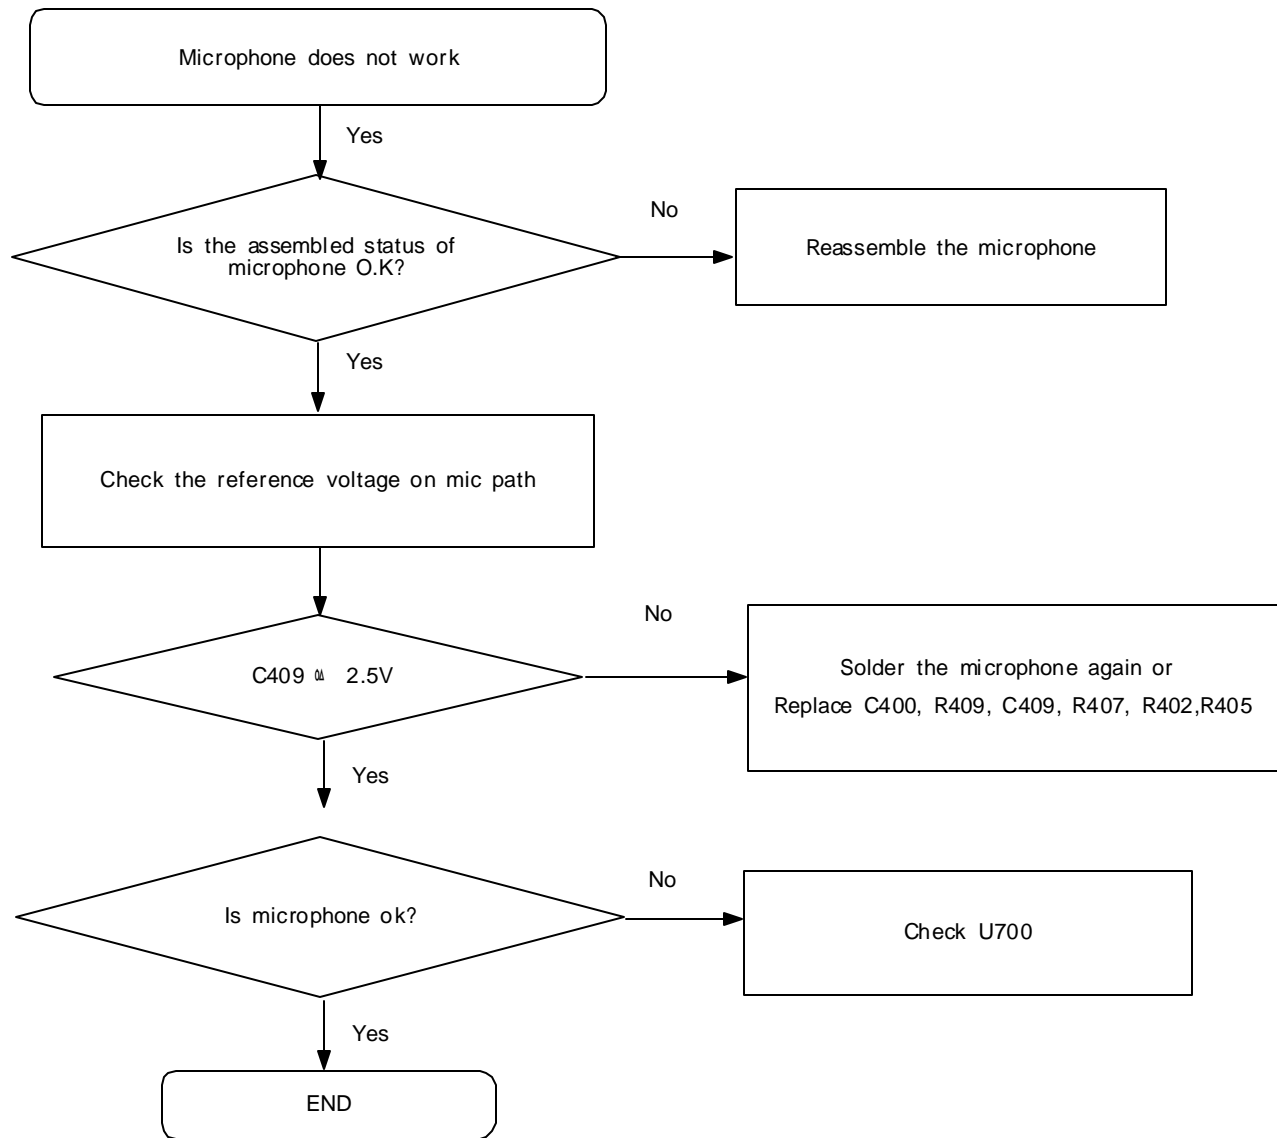 Microphone does not work
Yes
Is the assembled status of
microphone O.K?
No
Reassemble the microphone
Yes
Check the reference voltage on mic path
C409 2.5V
No
Solder the microphone again or
Replace C400, R409, C409, R407, R402,R405
Yes
Is microphone ok?
No
Check U700
Yes
END